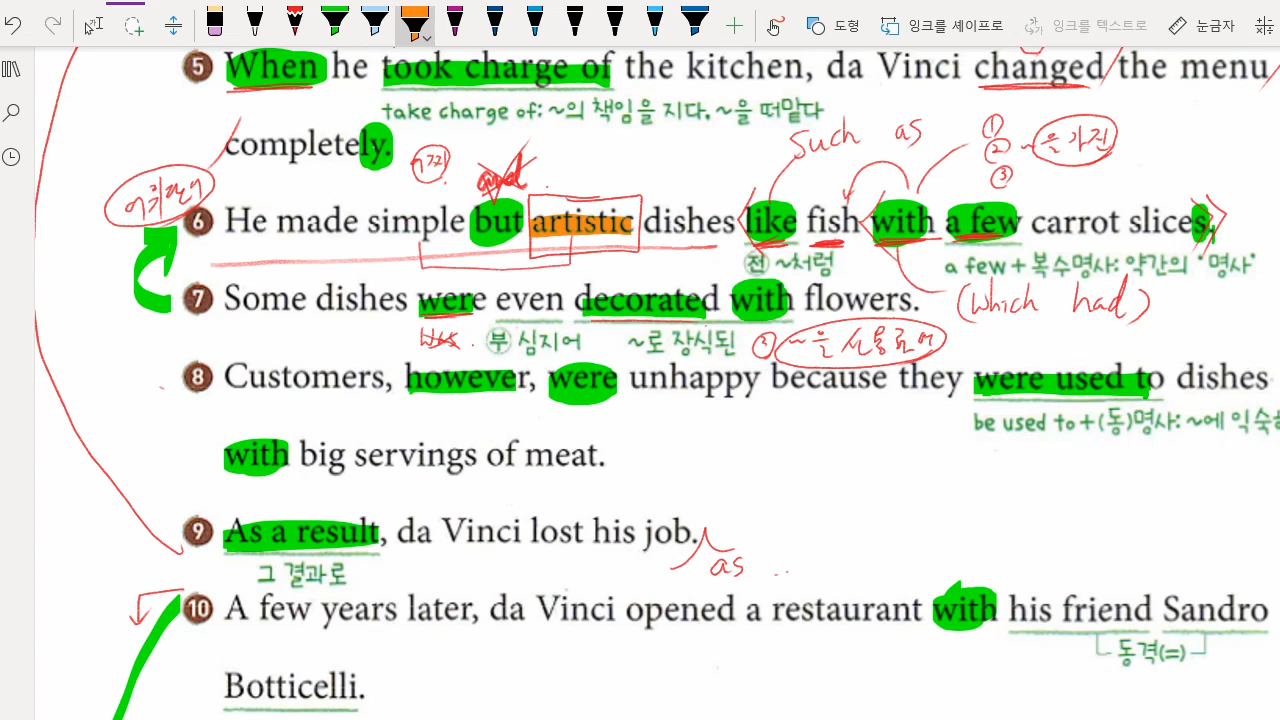 도형 잉크를 셰이프로 잉크를 텍스트로 눈금자
5 When he took charge of the kitchen, da Vinci changed the menu
take charge of: ~의 책임을 지다, ~을 떠맡다
such as
completely.
① ② ~을 가진
③
6 He made simple but artistic dishes like fish with a few carrot slices,
전 ~처럼
a few + 복수명사: 약간의 '명사'
7 Some dishes were even decorated with flowers.
(which had)
부 심지어
~로 장식된
8 Customers, however, were unhappy because they were used to dishes
be used to+(동)명사: ~에 익숙
with big servings of meat.
9 As a result, da Vinci lost his job.
as
그 결과로
10 A few years later, da Vinci opened a restaurant with his friend Sandro
동격(=)
Botticelli.